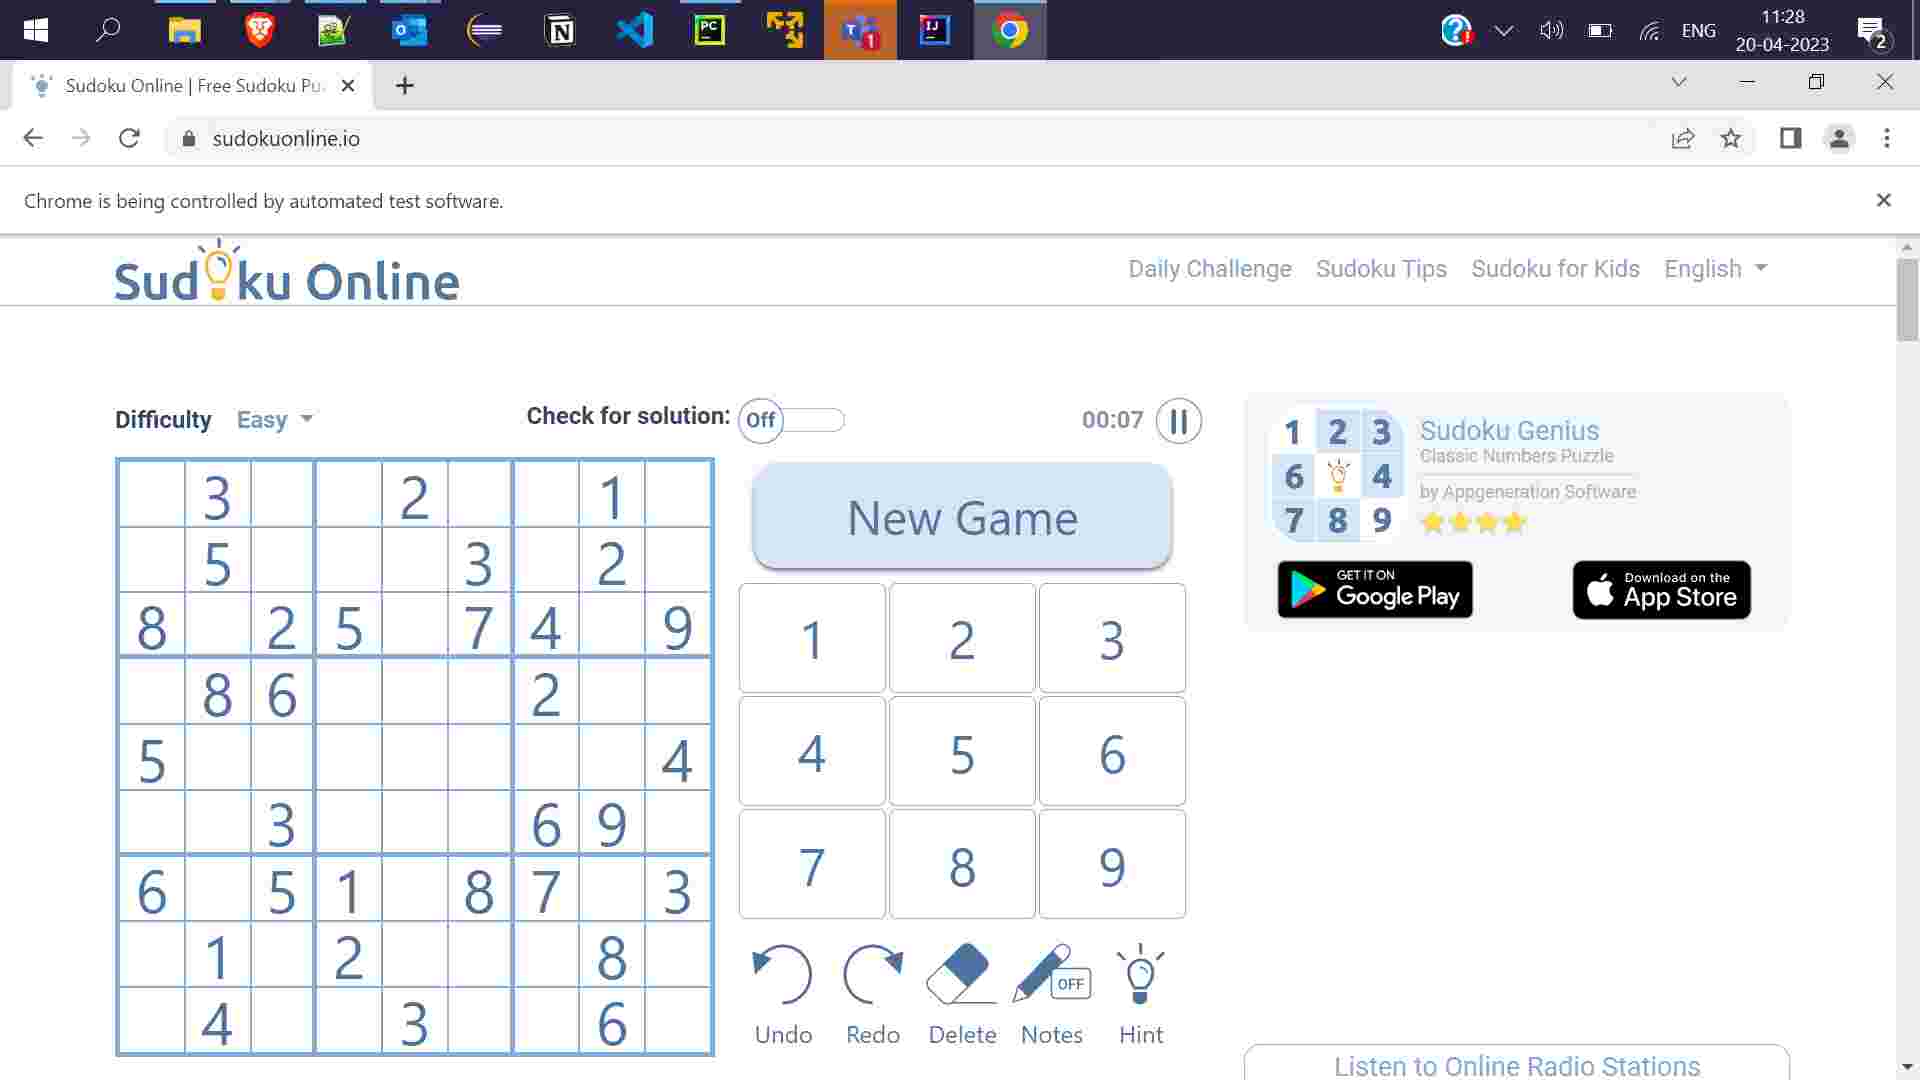 11:28
ENG
20-04-2023
2
PC
T 1
IJ
Sudoku Online | Free Sudoku Pu
sudokuonline.io
Chrome is being controlled by automated test software.
Sudoku Online
Daily Challenge Sudoku Tips Sudoku for Kids English
Difficulty Easy
Check for solution: Off
00:07
3 2 1
5 3 2
8 2 5 7 4 9
8 6 2
5 4
3 6 9
6 5 1 8 7 3
1 2 8
4 3 6
New Game
1 2 3
4 5 6
7 8 9
OFF
Undo Redo Delete Notes Hint
1 2 3
6 4
7 8 9
Sudoku Genius
Classic Numbers Puzzle
by Appgeneration Software
GET IT ON
Google Play
Download on the
App Store
Listen to Online Radio Stations